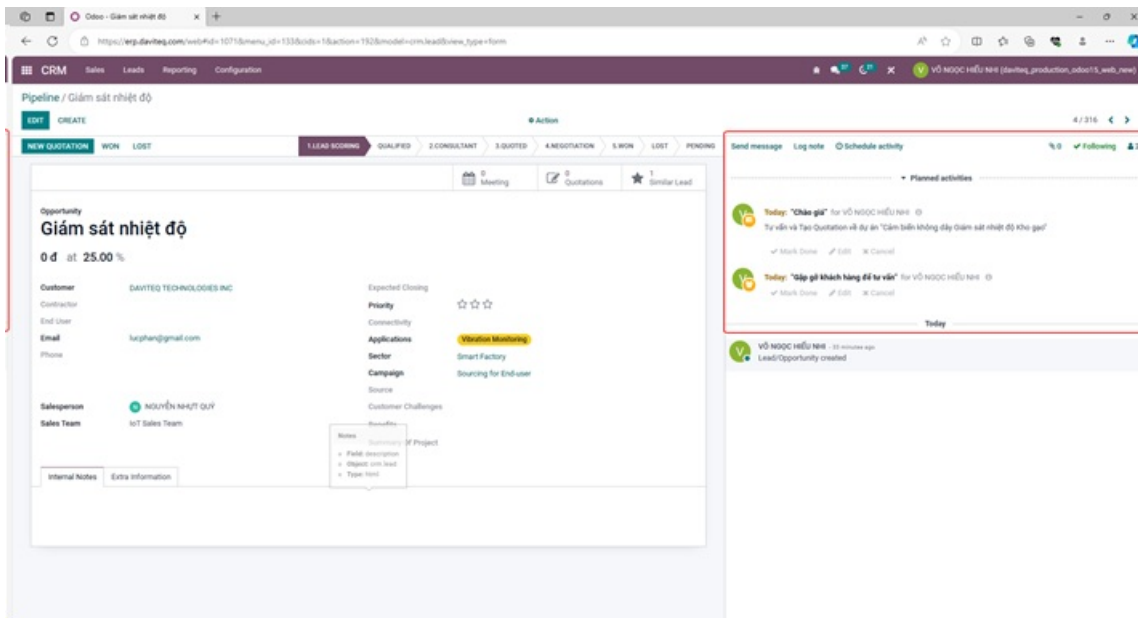 Odoo - Giám sát nhiệt độ
https://erp.daviteq.com/web#id=1071&menu_id=133&cids=1&action=192&model=crm.lead&view_type=form
CRM Sales Leads Reporting Configuration
VÕ NGỌC HIẾU NHI (daviteq_production_odoo15_web_new)
Pipeline / Giám sát nhiệt độ
EDIT CREATE
Action
4 / 316
NEW QUOTATION WON LOST
1.LEAD SCORING QUALIFIED 2.CONSULTANT 3.QUOTED 4.NEGOTIATION 5.WON LOST PENDING
Send message Log note Schedule activity
0 Following
0 Meeting
0 Quotations
1 Similar Lead
Planned activities
Opportunity
Giám sát nhiệt độ
0 đ at 25.00 %
Today: "Chào giá" for VÕ NGỌC HIẾU NHI
Tư vấn và Tạo Quotation về dự án "Cảm biến không dây Giám sát nhiệt độ Kho gạo"
Mark Done Edit Cancel
Today: "Gặp gỡ khách hàng để tư vấn" for VÕ NGỌC HIẾU NHI
Mark Done Edit Cancel
Today
VÕ NGỌC HIẾU NHI - 33 minutes ago
Lead/Opportunity created
Customer DAVITEQ TECHNOLOGIES INC
Contractor
End User
Email lucphan@gmail.com
Phone
Salesperson NGUYỄN NHỰT QUÝ
Sales Team IoT Sales Team
Expected Closing
Priority
Connectivity
Applications Vibration Monitoring
Sector Smart Factory
Campaign Sourcing for End-user
Source
Customer Challenges
Benefits
Summary of Project
Notes
Field: description
Object: crm.lead
Type: html
Internal Notes Extra Information